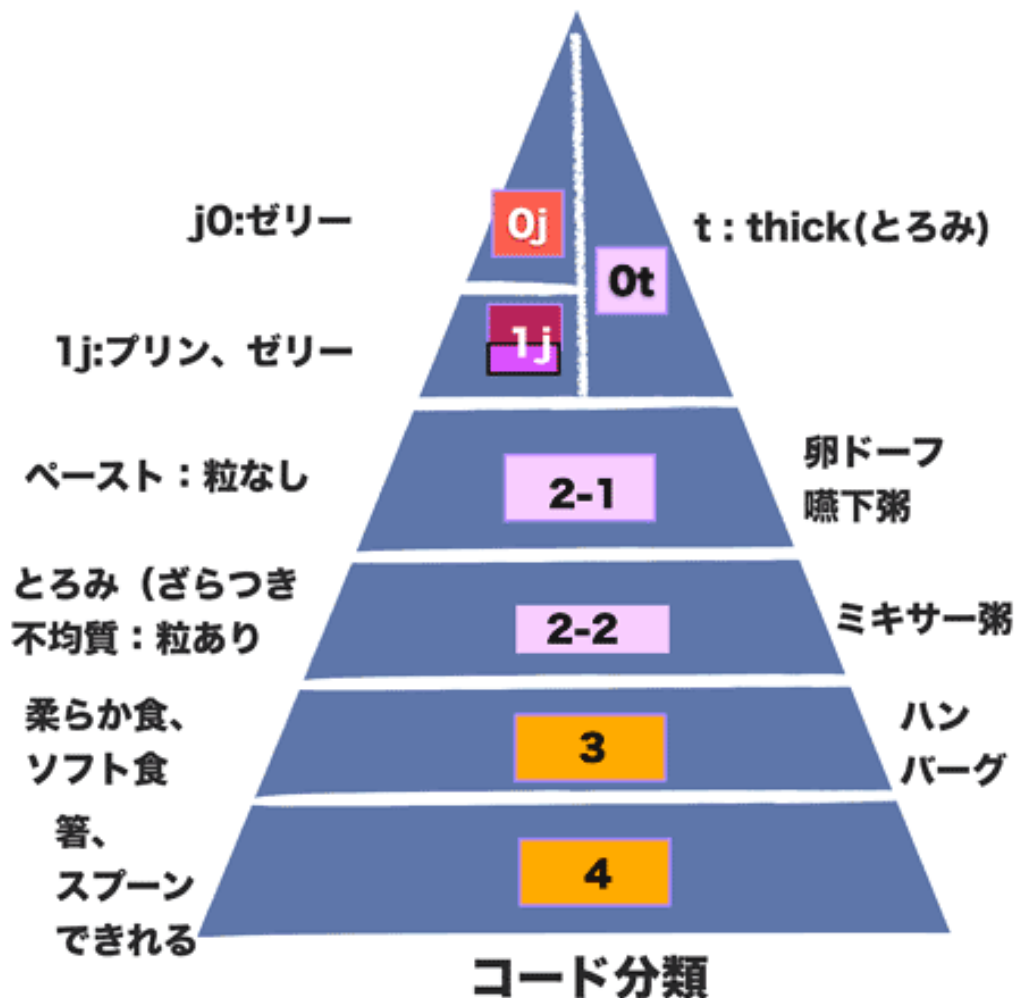 j0:ゼリー
0j
t：thick(とろみ)
0t
1j:プリン、ゼリー
1j
ペースト：粒なし
2-1
卵ドーフ
嚥下粥
とろみ（ざらつき
不均質：粒あり
2-2
ミキサー粥
柔らか食、
ソフト食
3
ハン
バーグ
箸、
スプーン
できれる
4
コード分類